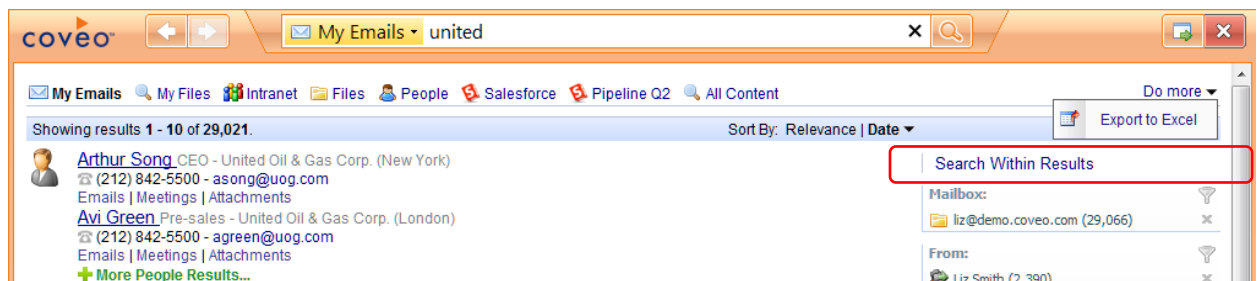 coveo™ My Emails united
My Emails My Files Intranet Files People Salesforce Pipeline Q2 All Content Do more
Export to Excel
Showing results 1 - 10 of 29,021. Sort By: Relevance | Date
Arthur Song CEO - United Oil & Gas Corp. (New York)
(212) 842-5500 - asong@uog.com
Emails | Meetings | Attachments
Avi Green Pre-sales - United Oil & Gas Corp. (London)
(212) 842-5500 - agreen@uog.com
Emails | Meetings | Attachments
More People Results...
Search Within Results
Mailbox:
liz@demo.coveo.com (29,066)
From:
Liz Smith (2,390)